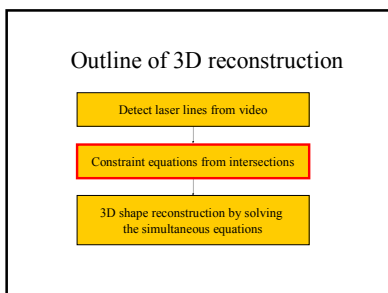 Outline of 3D reconstruction
Detect laser lines from video
Constraint equations from intersections
3D shape reconstruction by solving
the simultaneous equations